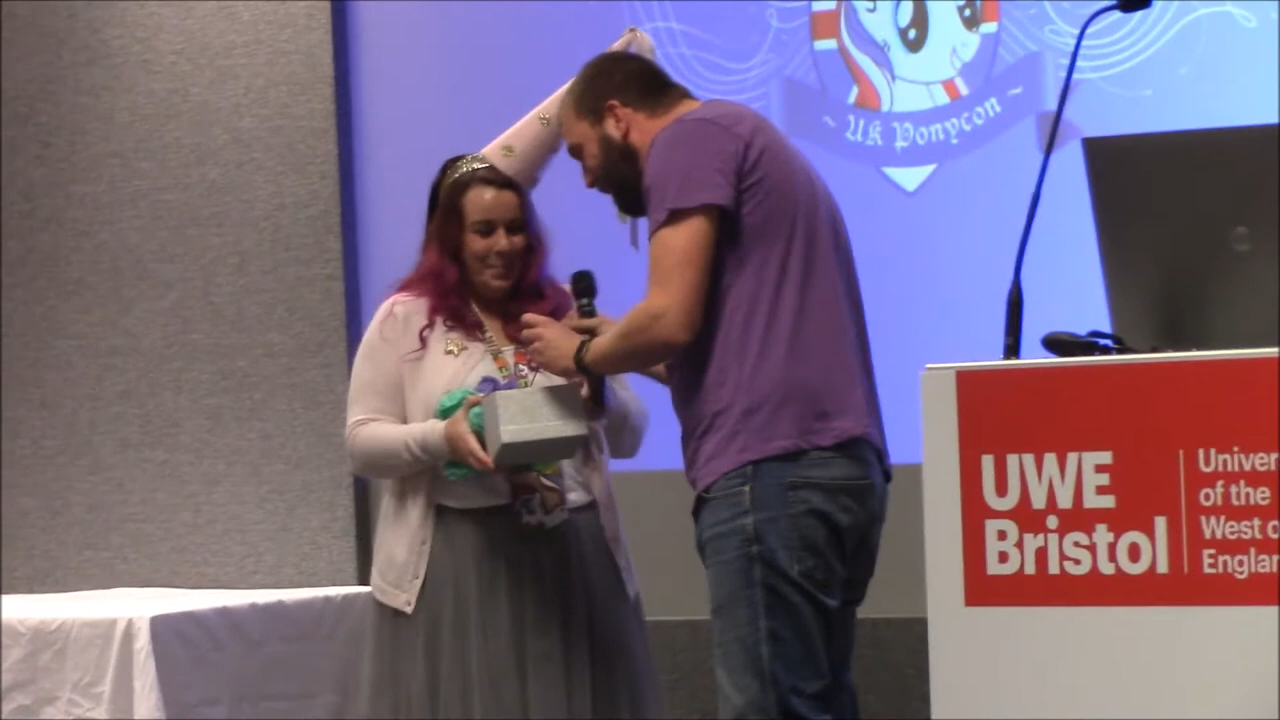 ~ UK Ponycon ~
UWE
Bristol
Univer
of the
West o
Englan